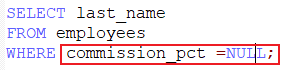 SELECT last_name
FROM employees
WHERE commission_pct =NULL;